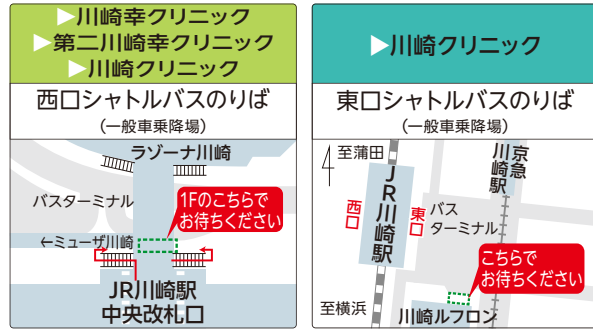 ▶川崎幸クリニック
▶第二川崎幸クリニック
▶川崎クリニック
西口シャトルバスのりば
(一般車乗降場)
ラゾーナ川崎
バスターミナル
1Fのこちらで
お待ちください
←ミューザ川崎
JR川崎駅
中央改札口
▶川崎クリニック
東口シャトルバスのりば
(一般車乗降場)
至蒲田
京急
川崎駅
JR川崎駅
西口
東口
バス
ターミナル
こちらで
お待ちください
至横浜
川崎ルフロン